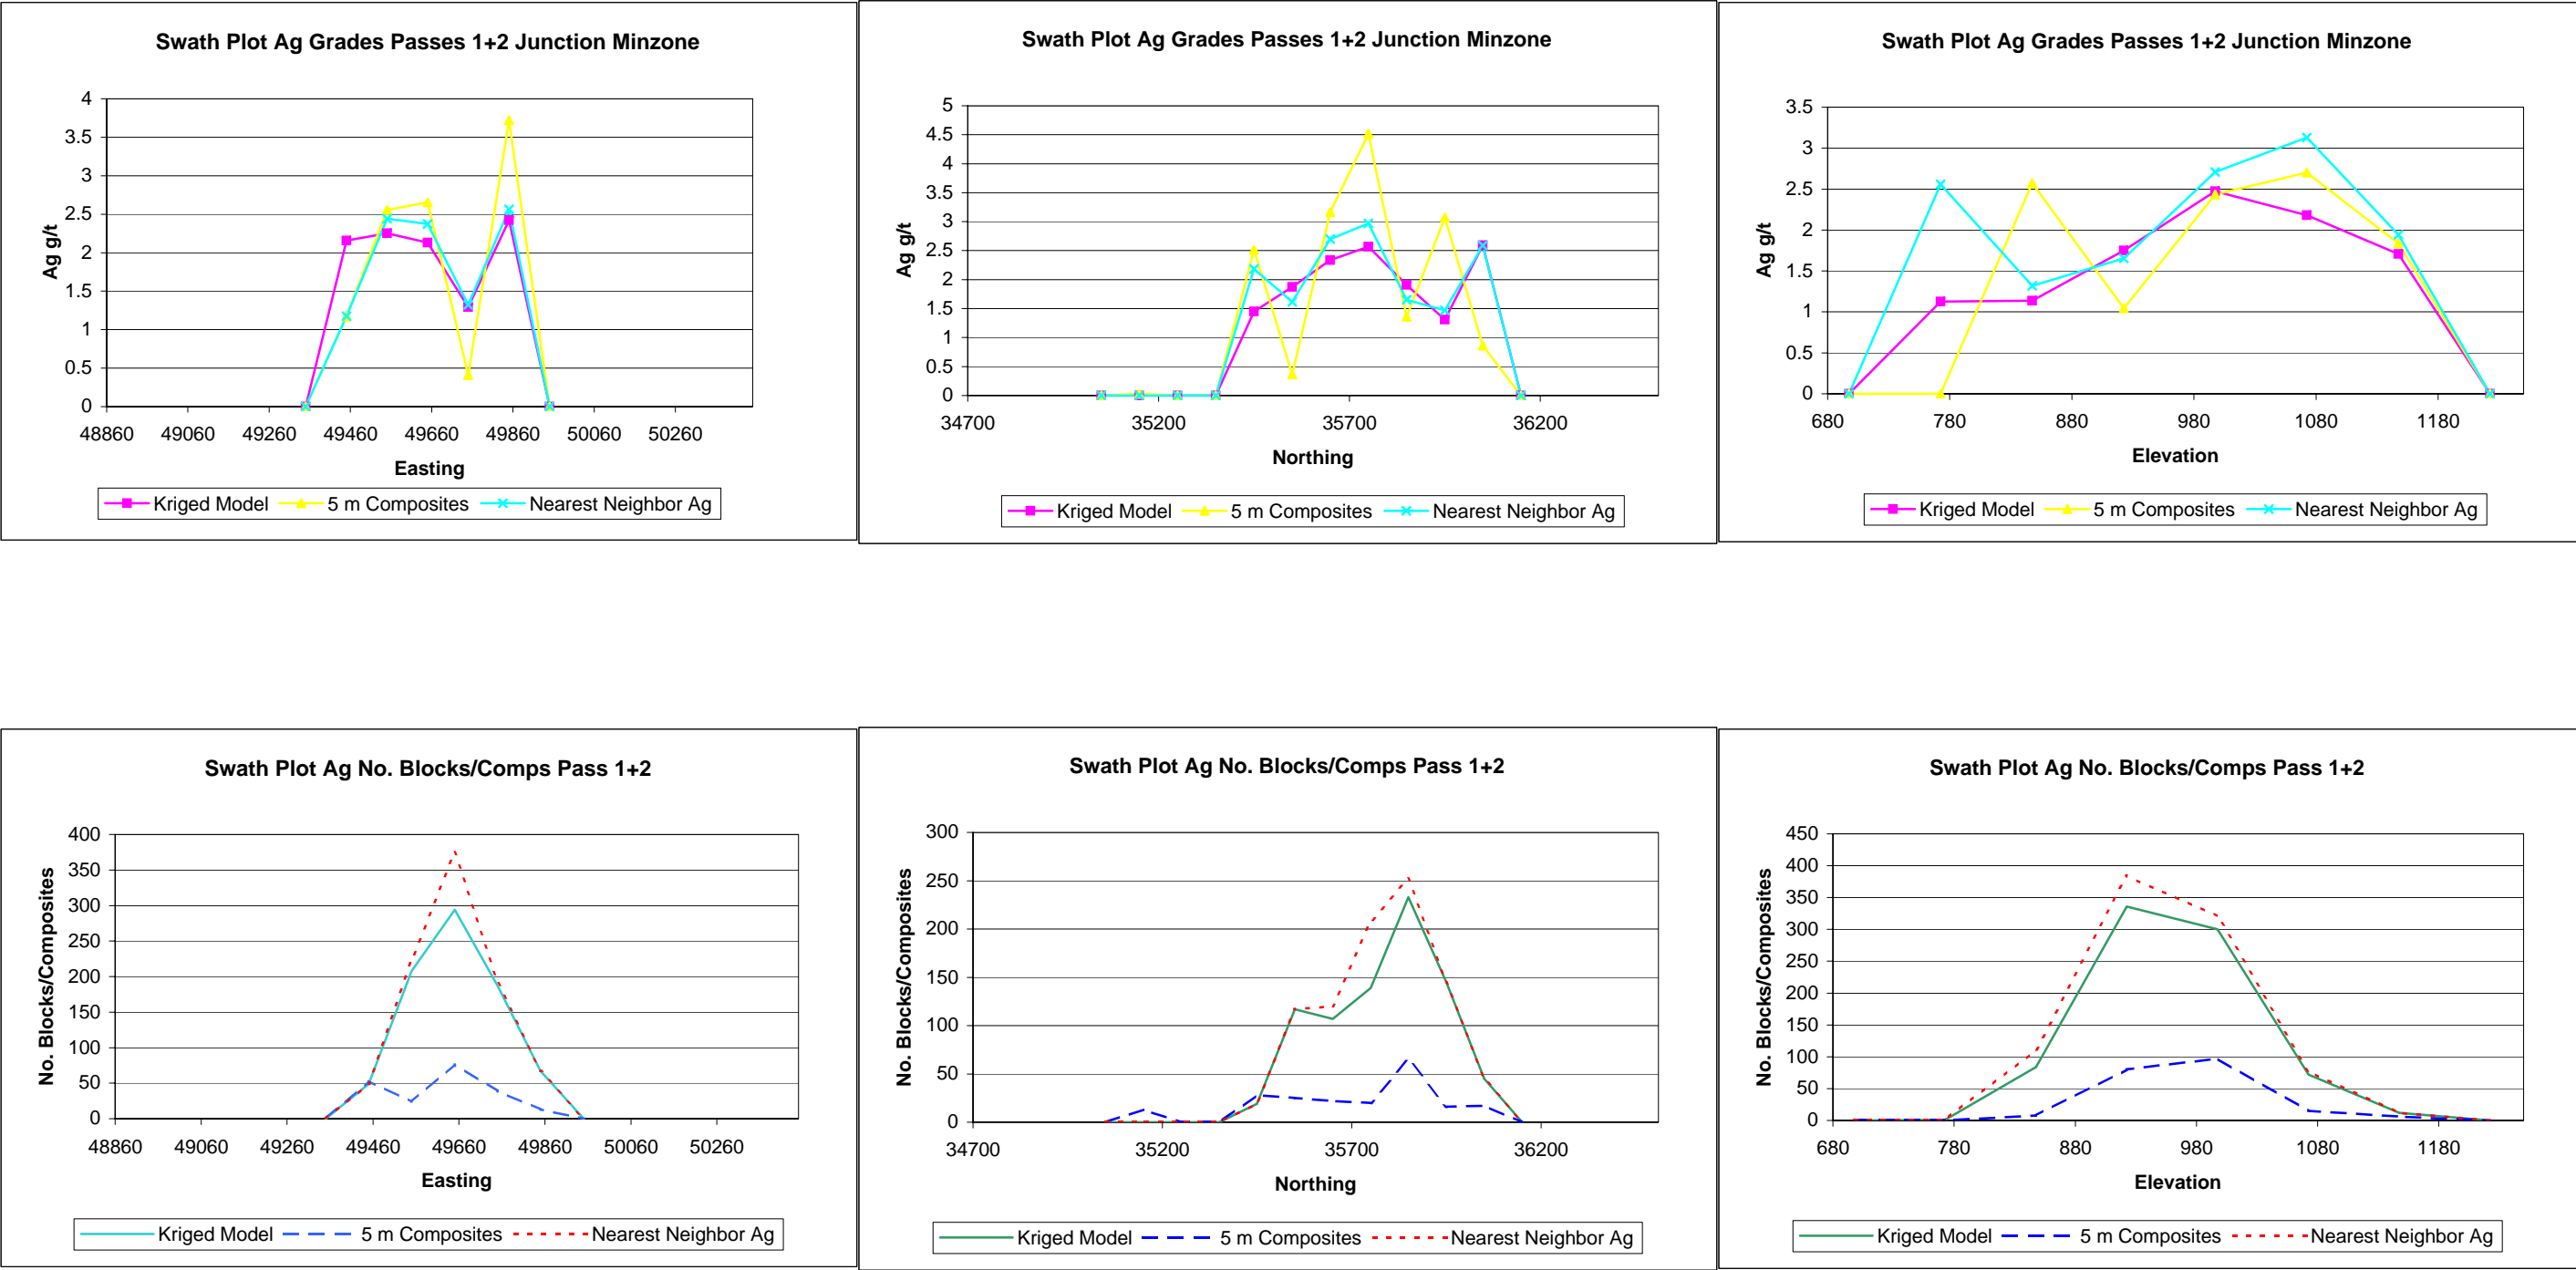 Swath Plot Ag Grades Passes 1+2 Junction Minzone
4
3.5
3
2.5
2
1.5
1
0.5
0
Ag g/t
48860 49060 49260 49460 49660 49860 50060 50260
Easting
Kriged Model 5 m Composites Nearest Neighbor Ag
Swath Plot Ag Grades Passes 1+2 Junction Minzone
5
4.5
4
3.5
3
2.5
2
1.5
1
0.5
0
Ag g/t
34700 35200 35700 36200
Northing
Kriged Model 5 m Composites Nearest Neighbor Ag
Swath Plot Ag Grades Passes 1+2 Junction Minzone
3.5
3
2.5
2
1.5
1
0.5
0
Ag g/t
680 780 880 980 1080 1180
Elevation
Kriged Model 5 m Composites Nearest Neighbor Ag
Swath Plot Ag No. Blocks/Comps Pass 1+2
400
350
300
250
200
150
100
50
0
No. Blocks/Composites
48860 49060 49260 49460 49660 49860 50060 50260
Easting
Kriged Model 5 m Composites Nearest Neighbor Ag
Swath Plot Ag No. Blocks/Comps Pass 1+2
300
250
200
150
100
50
0
No. Blocks/Composites
34700 35200 35700 36200
Northing
Kriged Model 5 m Composites Nearest Neighbor Ag
Swath Plot Ag No. Blocks/Comps Pass 1+2
450
400
350
300
250
200
150
100
50
0
No. Blocks/Composites
680 780 880 980 1080 1180
Elevation
Kriged Model 5 m Composites Nearest Neighbor Ag